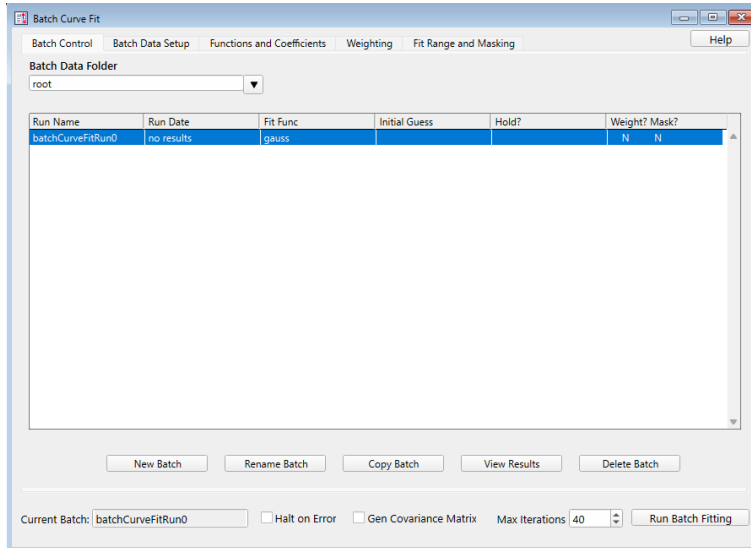 Batch Curve Fit
Batch Control Batch Data Setup Functions and Coefficients Weighting Fit Range and Masking Help
Batch Data Folder
root
Run Name Run Date Fit Func Initial Guess Hold? Weight? Mask?
batchCurveFitRun0 no results gauss N N
New Batch Rename Batch Copy Batch View Results Delete Batch
Current Batch: batchCurveFitRun0 Halt on Error Gen Covariance Matrix Max Iterations 40 Run Batch Fitting